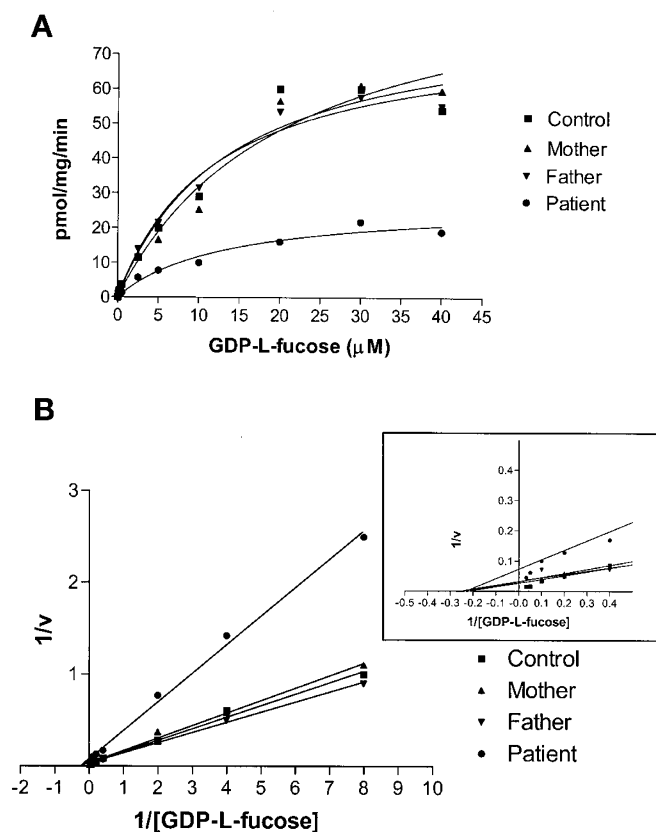 A
70
60
50
40
30
20
10
0
pmol/mg/min
0 5 10 15 20 25 30 35 40 45
GDP-L-fucose (μM)
■ Control
▲ Mother
▼ Father
● Patient
B
3
2
1
1/v
-2 -1 0 1 2 3 4 5 6 7 8 9 10
1/[GDP-L-fucose]
0.5
0.4
0.3
0.2
0.1
1/v
-0.5 -0.4 -0.3 -0.2 -0.1 -0.0 0.1 0.2 0.3 0.4
1/[GDP-L-fucose]
■ Control
▲ Mother
▼ Father
● Patient